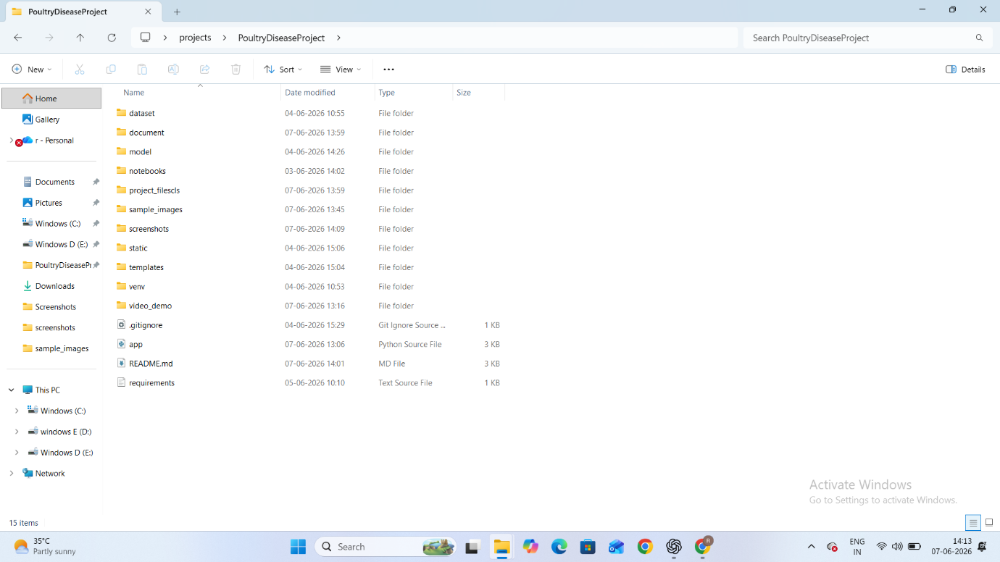 PoultryDiseaseProject
projects > PoultryDiseaseProject >
Search PoultryDiseaseProject
New
Sort
View
Details
Name Date modified Type Size
Home
Gallery
r - Personal
Documents
Pictures
Windows (C:)
Windows D (E:)
PoultryDiseasePr
Downloads
Screenshots
screenshots
sample_images
This PC
Windows (C:)
windows E (D:)
Windows D (E:)
Network
dataset 04-06-2026 10:55 File folder
document 07-06-2026 13:59 File folder
model 04-06-2026 14:26 File folder
notebooks 03-06-2026 14:02 File folder
project_filescls 07-06-2026 13:59 File folder
sample_images 07-06-2026 13:45 File folder
screenshots 07-06-2026 14:09 File folder
static 04-06-2026 15:06 File folder
templates 04-06-2026 15:04 File folder
venv 04-06-2026 10:53 File folder
video_demo 07-06-2026 13:16 File folder
.gitignore 04-06-2026 15:29 Git Ignore Source ... 1 KB
app 07-06-2026 13:06 Python Source File 3 KB
README.md 07-06-2026 14:01 MD File 3 KB
requirements 05-06-2026 10:10 Text Source File 1 KB
Activate Windows
Go to Settings to activate Windows.
15 items
35°C
Partly sunny
Search
R
ENG
IN
14:13
07-06-2026